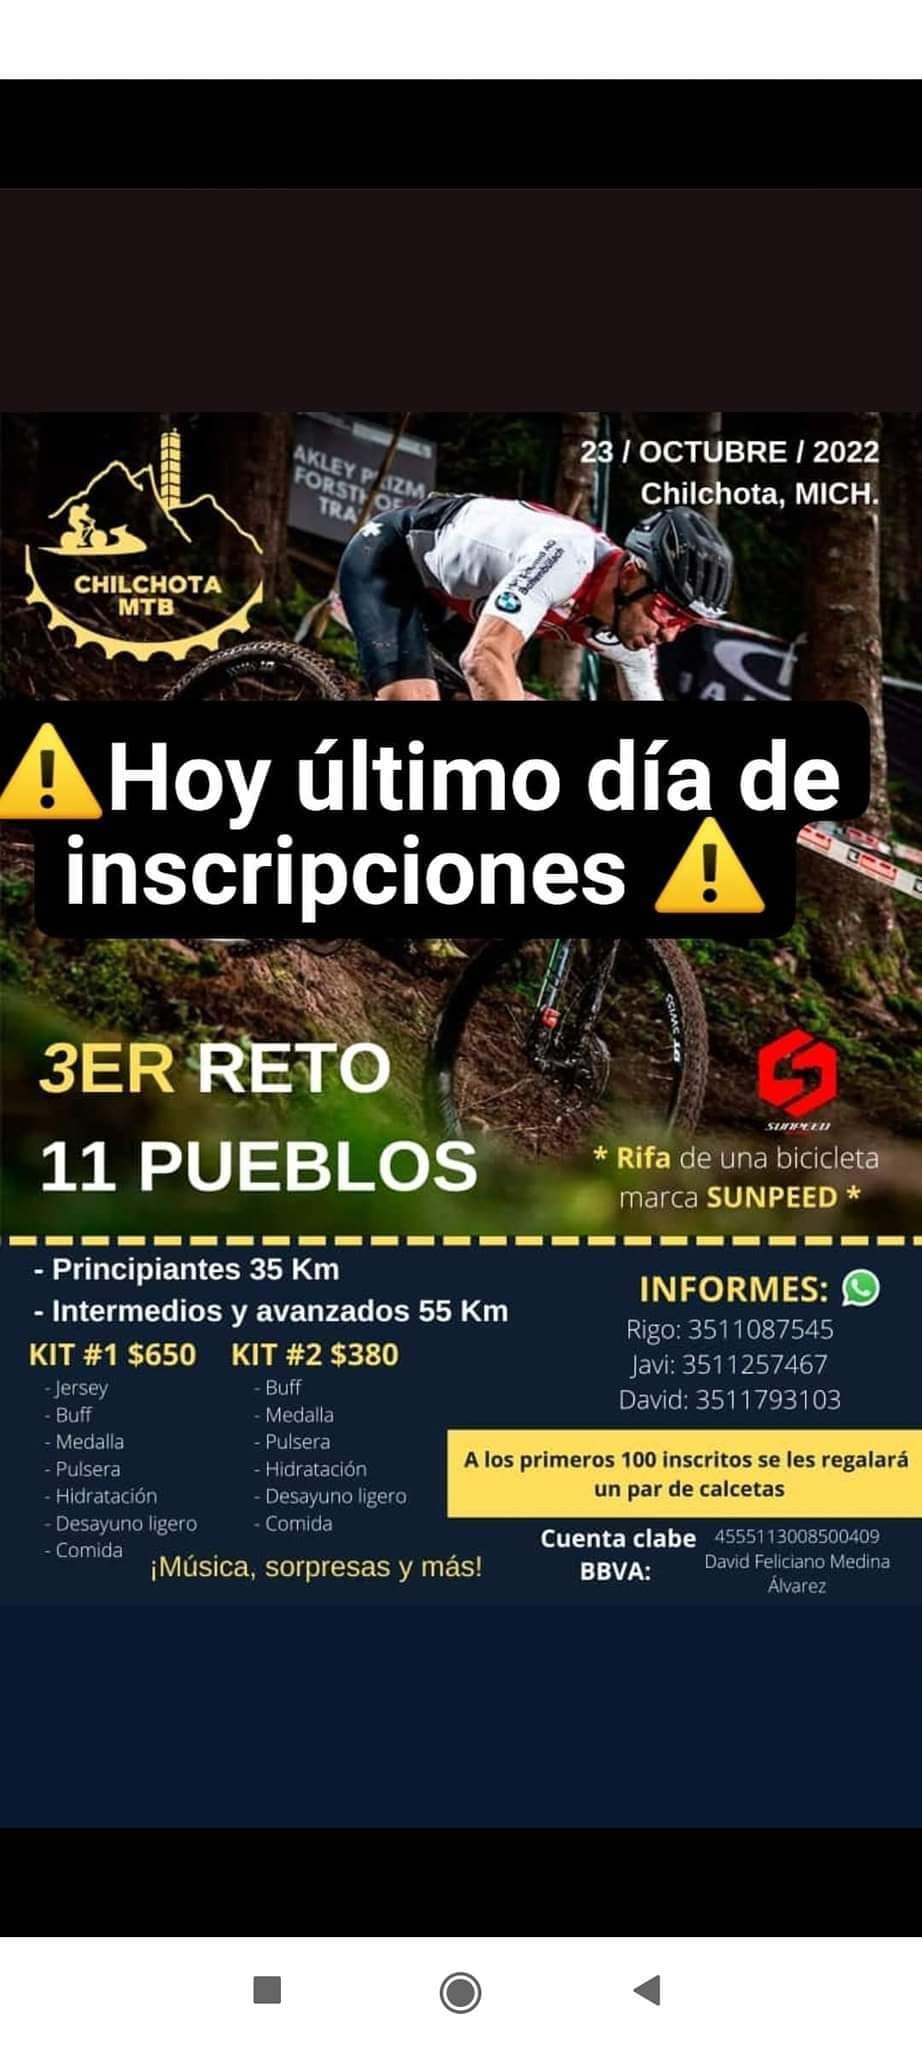 23 / OCTUBRE / 2022
Chilchota, MICH.
CHILCHOTA
MTB
⚠️Hoy último día de
inscripciones ⚠️
3ER RETO
11 PUEBLOS
SUNPEED
* Rifa de una bicicleta
marca SUNPEED *
- Principiantes 35 Km
- Intermedios y avanzados 55 Km
KIT #1 $650
- Jersey
- Buff
- Medalla
- Pulsera
- Hidratación
- Desayuno ligero
- Comida
KIT #2 $380
- Buff
- Medalla
- Pulsera
- Hidratación
- Desayuno ligero
- Comida
¡Música, sorpresas y más!
INFORMES:
Rigo: 3511087545
Javi: 3511257467
David: 3511793103
A los primeros 100 inscritos se les regalará
un par de calcetas
Cuenta clabe
BBVA:
4555113008500409
David Feliciano Medina
Álvarez